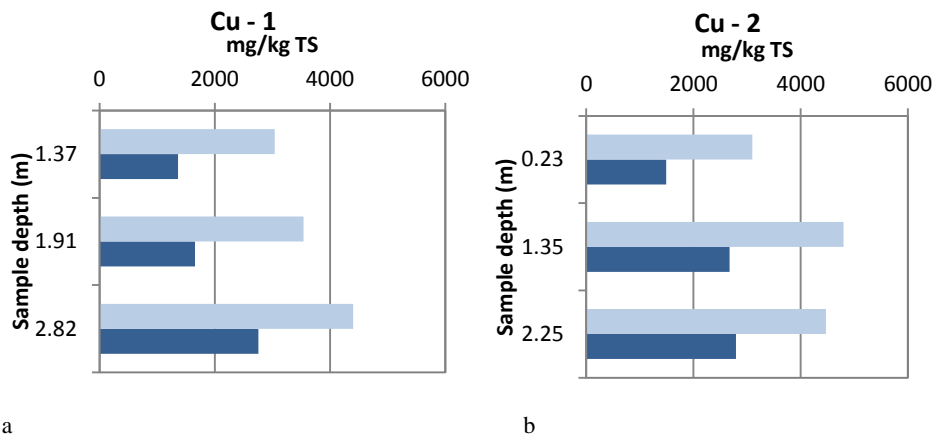 Cu - 1
mg/kg TS
0 2000 4000 6000
Sample depth (m)
1.37
1.91
2.82
a
Cu - 2
mg/kg TS
0 2000 4000 6000
Sample depth (m)
0.23
1.35
2.25
b